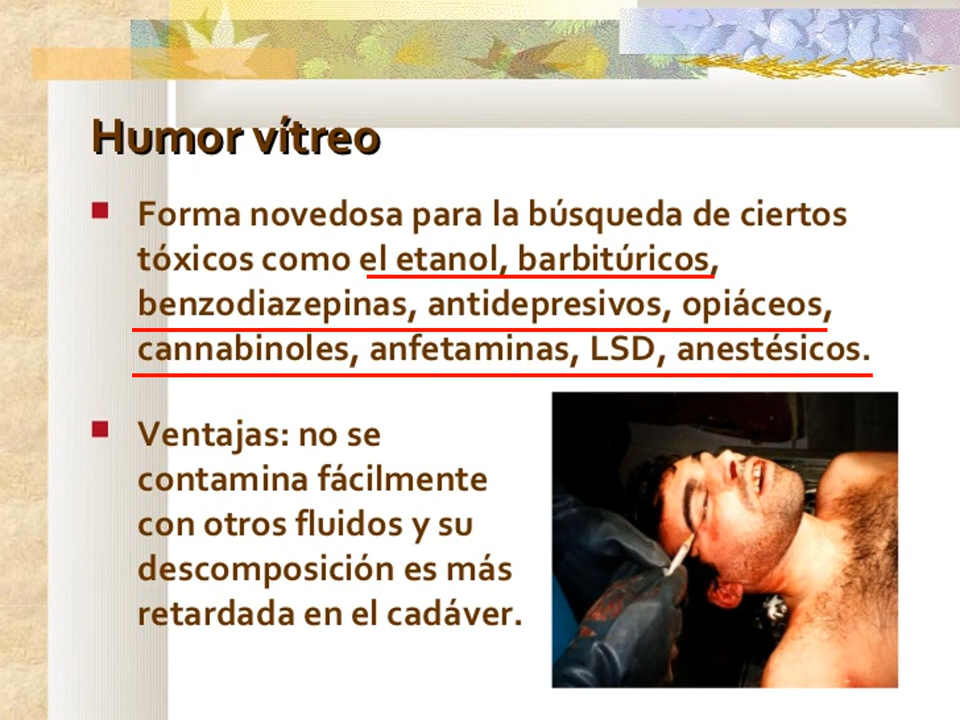 Humor vítreo
Forma novedosa para la búsqueda de ciertos
tóxicos como el etanol, barbitúricos,
benzodiazepinas, antidepresivos, opiáceos,
cannabinoles, anfetaminas, LSD, anestésicos.
Ventajas: no se
contamina fácilmente
con otros fluidos y su
descomposición es más
retardada en el cadáver.